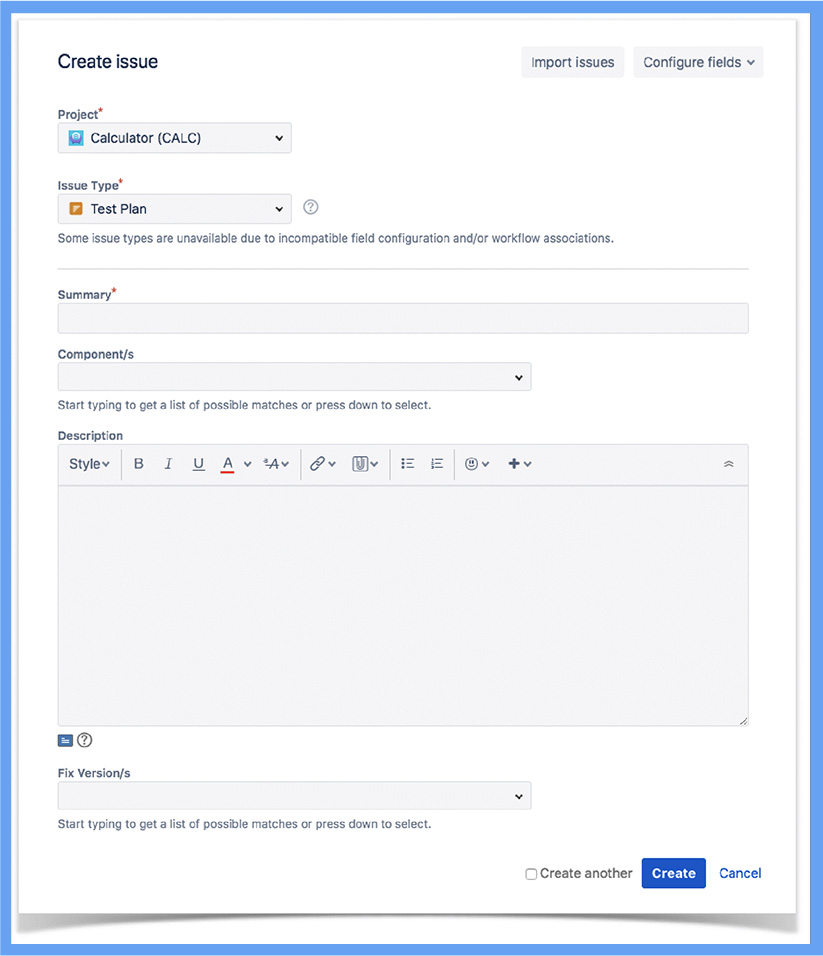 Create issue
Import issues
Configure fields
Project*
Calculator (CALC)
Issue Type*
Test Plan
Some issue types are unavailable due to incompatible field configuration and/or workflow associations.
Summary*
Component/s
Start typing to get a list of possible matches or press down to select.
Description
Style B I U A ªA
Fix Version/s
Start typing to get a list of possible matches or press down to select.
Create another
Create
Cancel